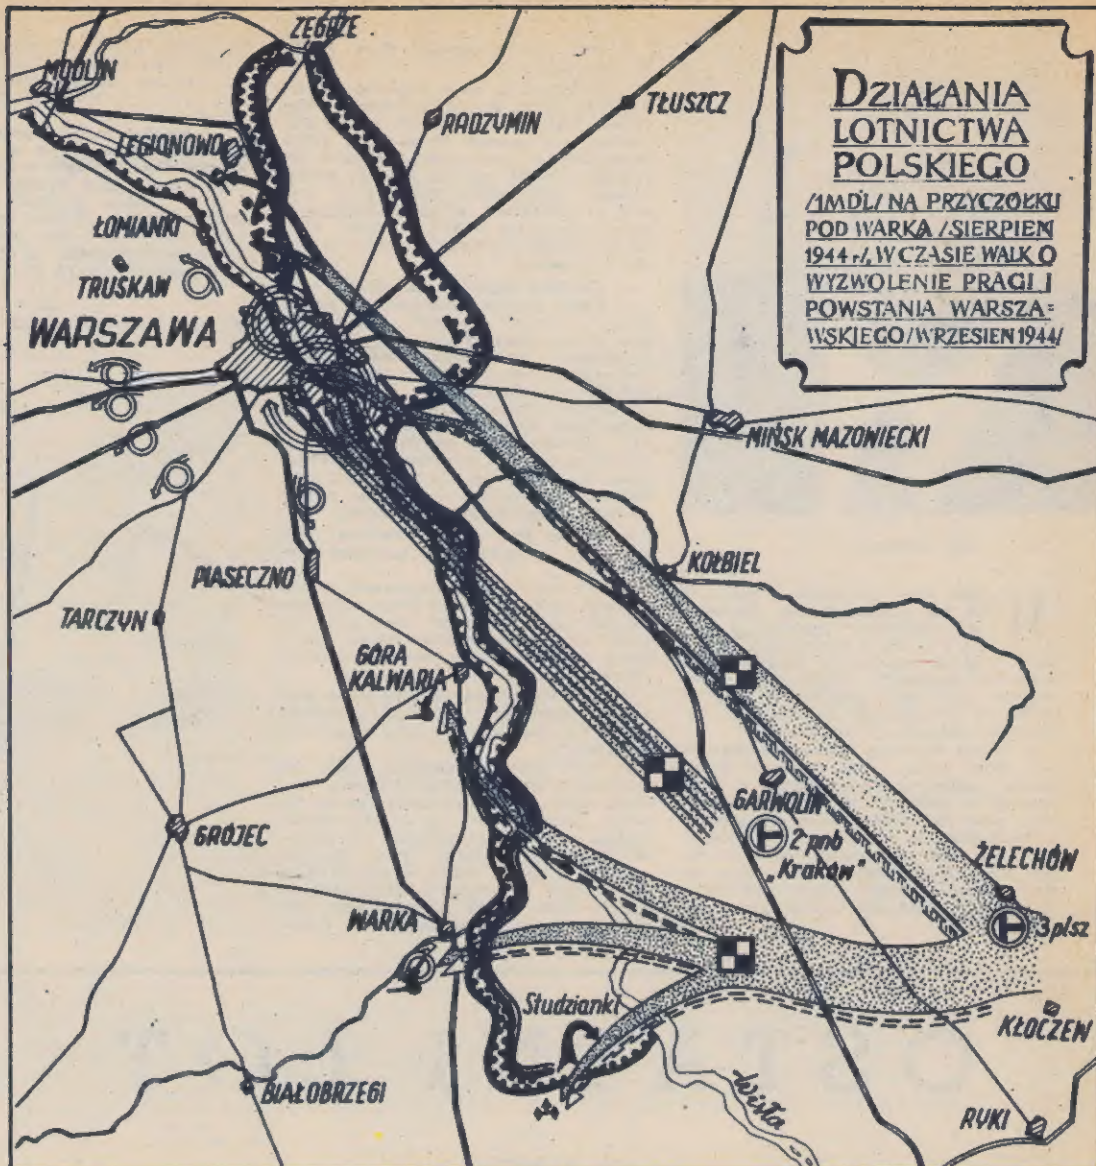 ZEGRZE
MODLIN
TŁUSZCZ
RADZYMIN
LEGIONOWO
ŁOMIANKI
TRUSKAW
WARSZAWA
DZIAŁANIA
LOTNICTWA
POLSKIEGO
/1MDL/ NA PRZYCZÓŁKU
POD WARKĄ /SIERPIEŃ
1944 r/, W CZASIE WALK O
WYZWOLENIE PRAGI I
POWSTANIA WARSZA=
WSKIEGO/WRZESIEŃ 1944/
MIŃSK MAZOWIECKI
KOŁBIEL
PIASECZNO
TARCZYN
GÓRA
KALWARIA
GARWOLIN
2 pnb
„Kraków"
GRÓJEC
ŻELECHÓW
3 plsz
WARKA
Studzianki
KŁOCZEW
BIAŁOBRZEGI
Wisła
RYKI